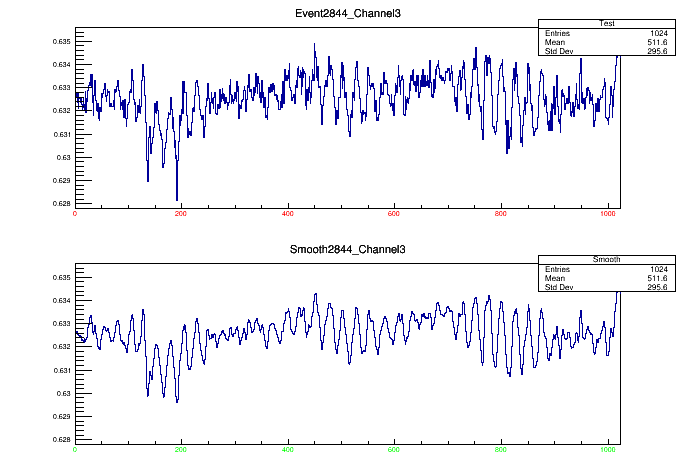 Event2844_Channel3
Test
Entries 1024
Mean 511.6
Std Dev 295.6
0.635
0.634
0.633
0.632
0.631
0.63
0.629
0.628
0 200 400 600 800 1000
Smooth2844_Channel3
Smooth
Entries 1024
Mean 511.6
Std Dev 295.6
0.635
0.634
0.633
0.632
0.631
0.63
0.629
0.628
0 200 400 600 800 1000